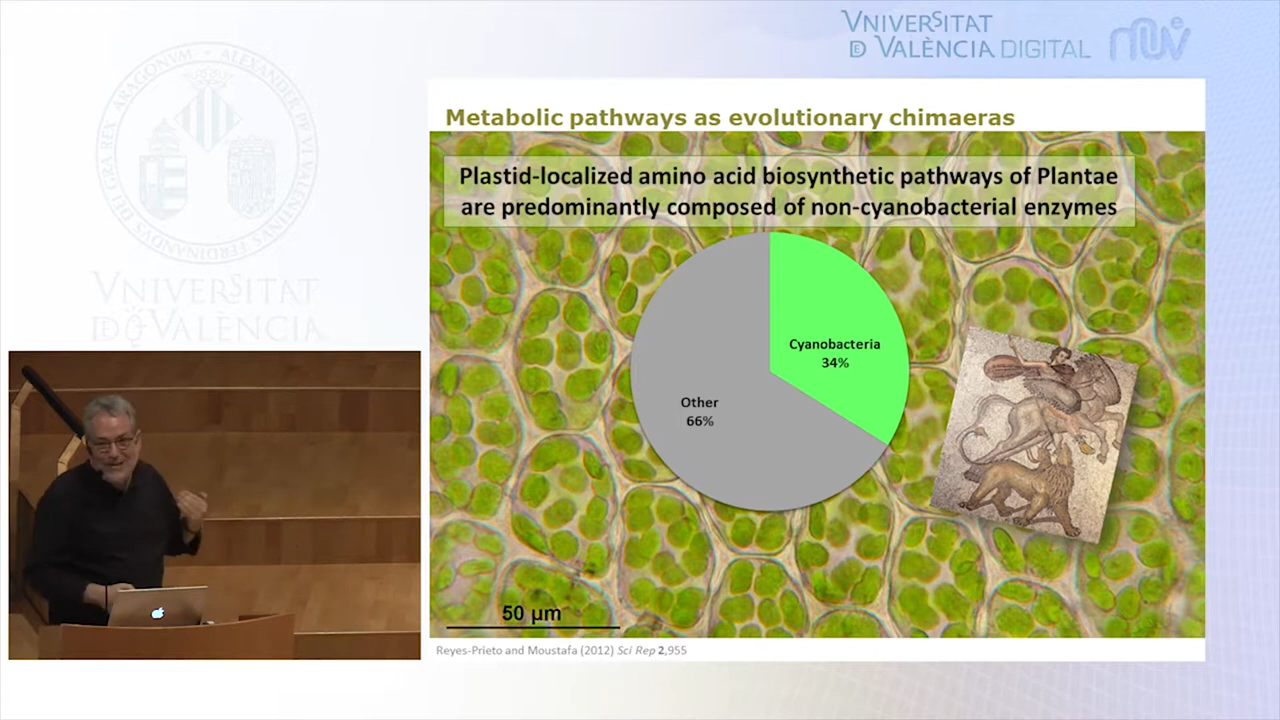 VNIVERSITAT
DE VALÈNCIA DIGITAL
Metabolic pathways as evolutionary chimaeras
Plastid-localized amino acid biosynthetic pathways of Plantae
are predominantly composed of non-cyanobacterial enzymes
Cyanobacteria
34%
Other
66%
50 µm
Reyes-Prieto and Moustafa (2012) Sci Rep 2,955
VNIVERSITAT
DE VALÈNCIA